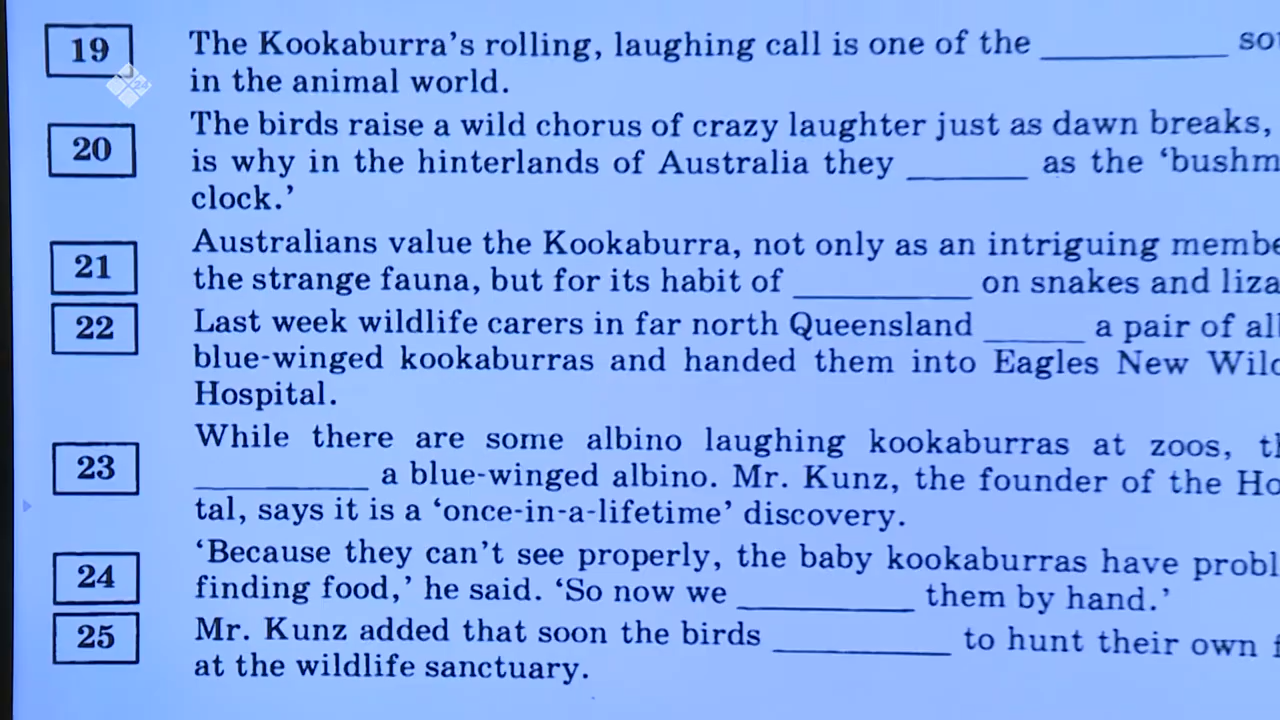 19 The Kookaburra's rolling, laughing call is one of the __________ so
in the animal world.
20 The birds raise a wild chorus of crazy laughter just as dawn breaks,
is why in the hinterlands of Australia they ______ as the 'bushm
clock.'
21 Australians value the Kookaburra, not only as an intriguing membe
the strange fauna, but for its habit of __________ on snakes and liza
22 Last week wildlife carers in far north Queensland _____ a pair of al
blue-winged kookaburras and handed them into Eagles New Wil
Hospital.
23 While there are some albino laughing kookaburras at zoos, th
__________ a blue-winged albino. Mr. Kunz, the founder of the Ho
tal, says it is a 'once-in-a-lifetime' discovery.
24 'Because they can't see properly, the baby kookaburras have probl
finding food,' he said. 'So now we __________ them by hand.'
25 Mr. Kunz added that soon the birds __________ to hunt their own f
at the wildlife sanctuary.
24